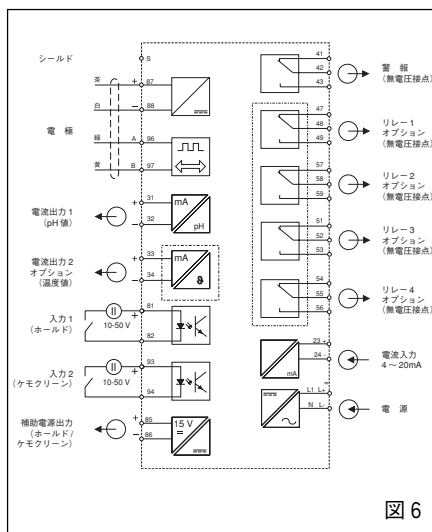 シールド
S
茶
+
87
白
−
88
電 極
緑
A
96
黄
B
97
電流出力 1
(pH 値)
+
31
−
32
mA
pH
電流出力 2
オプション
(温度値)
+
33
−
34
mA
ϑ
入力 1
(ホールド)
10-50 V
+
81
82
入力 2
(ケモクリーン)
10-50 V
+
93
94
補助電源出力
(ホールド/
ケモクリーン)
+
85
−
86
15 V
41
42
43
警 報
(無電圧接点)
47
48
49
リレー1
オプション
(無電圧接点)
57
58
59
リレー2
オプション
(無電圧接点)
51
52
53
リレー3
オプション
(無電圧接点)
54
55
56
リレー4
オプション
(無電圧接点)
23 +
24 -
mA
電流入力
4 〜 20mA
L1 L+
N L-
電 源
図 6